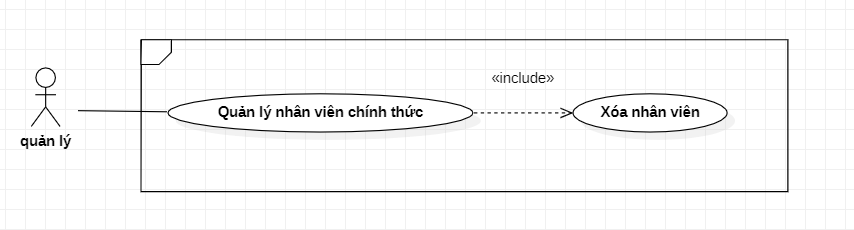 «include»
Quản lý nhân viên chính thức
Xóa nhân viên
quản lý